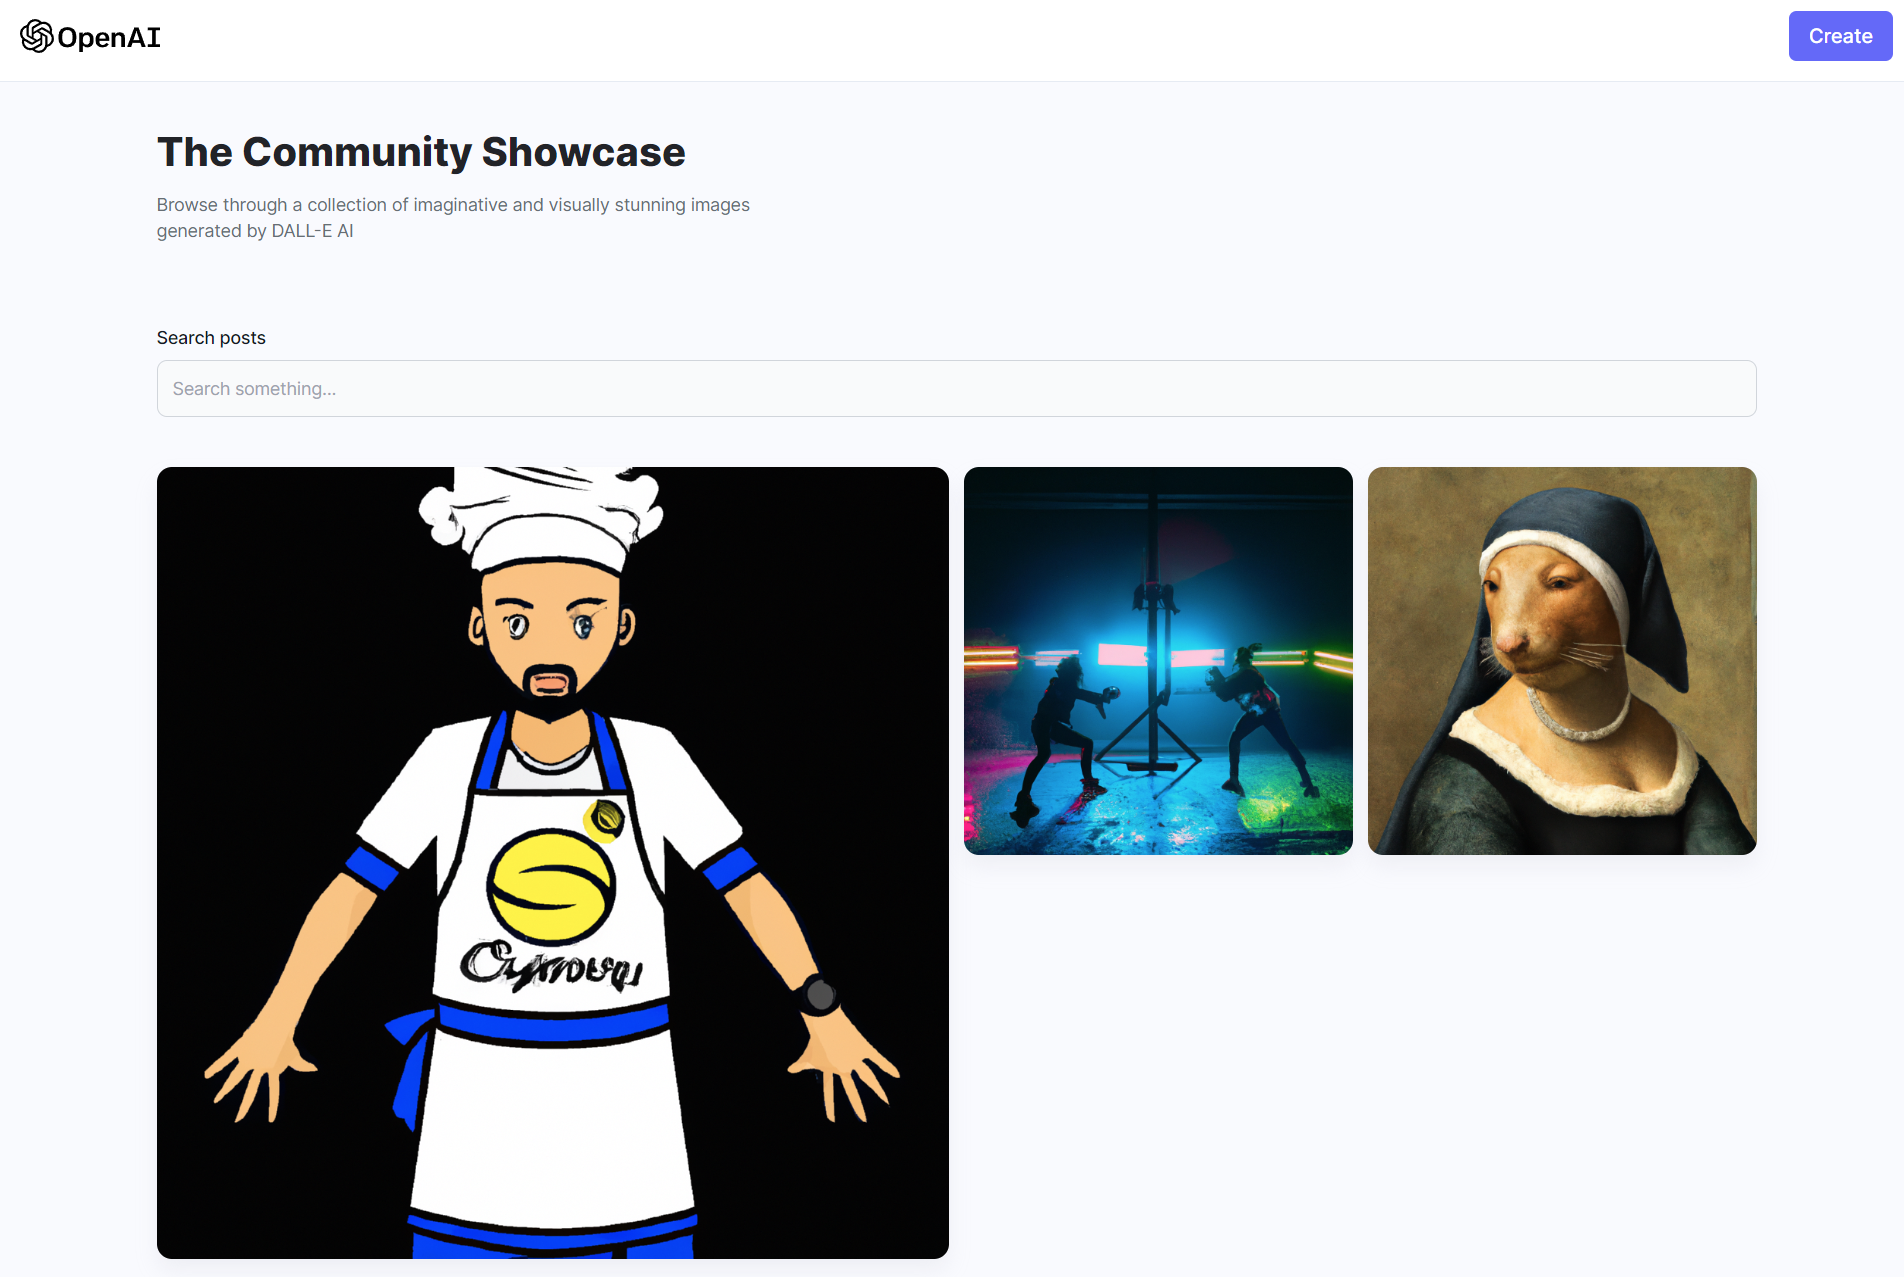 OpenAI
Create
The Community Showcase
Browse through a collection of imaginative and visually stunning images
generated by DALL-E AI
Search posts
Search something...